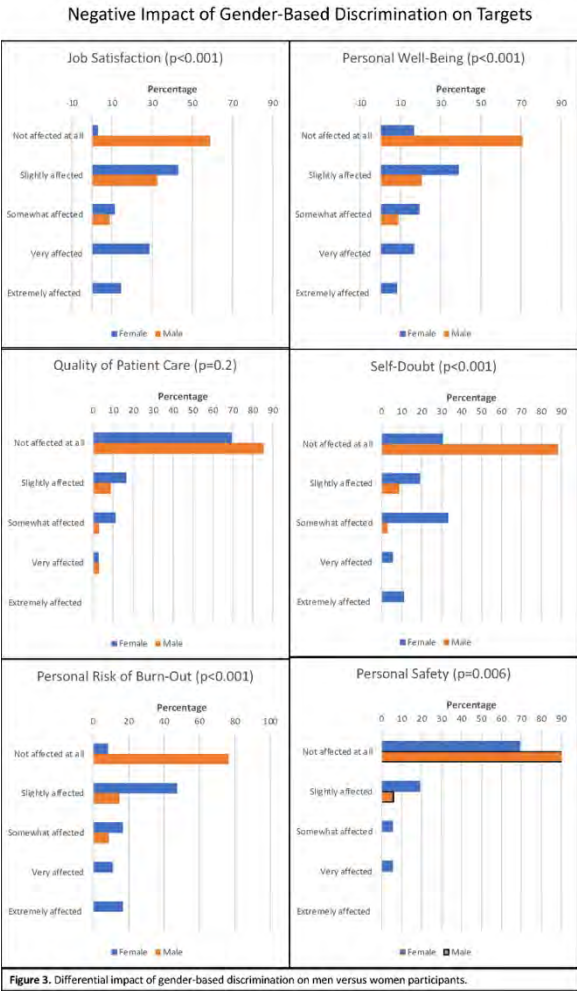 Negative Impact of Gender-Based Discrimination on Targets
Job Satisfaction (p<0.001)
Percentage
-10 10 30 50 70 90
Not affected at all
Slightly affected
Somewhat affected
Very affected
Extremely affected
Female Male
Personal Well-Being (p<0.001)
Percentage
-10 10 30 50 70 90
Not affected at all
Slightly affected
Somewhat affected
Very affected
Extremely affected
Female Male
Quality of Patient Care (p=0.2)
Percentage
0 10 20 30 40 50 60 70 80 90
Not affected at all
Slightly affected
Somewhat affected
Very affected
Extremely affected
Female Male
Self-Doubt (p<0.001)
Percentage
0 10 20 30 40 50 60 70 80 90
Not affected at all
Slightly affected
Somewhat affected
Very affected
Extremely affected
Female Male
Personal Risk of Burn-Out (p<0.001)
Percentage
0 20 40 60 80 100
Not affected at all
Slightly affected
Somewhat affected
Very affected
Extremely affected
Female Male
Personal Safety (p=0.006)
Percentage
0 10 20 30 40 50 60 70 80 90
Not affected at all
Slightly affected
Somewhat affected
Very affected
Extremely affected
Female Male
Figure 3. Differential impact of gender-based discrimination on men versus women participants.